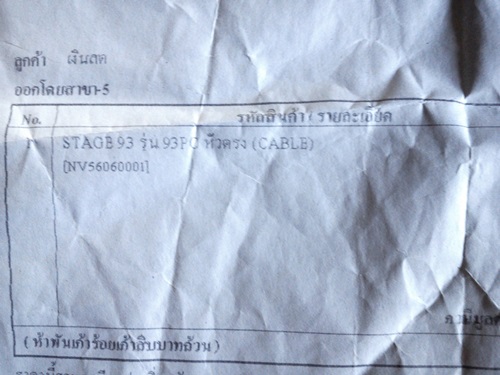 ลูกค้า เงินสด
ออกโดยสาขา-5
No. รหัสสินค้า / รายละเอียด
1 STAGE 93 รุ่น 93PC หัวตรง (CABLE)
[NV56060001]
(ห้าพันเก้าร้อยเก้าสิบบาทถ้วน)